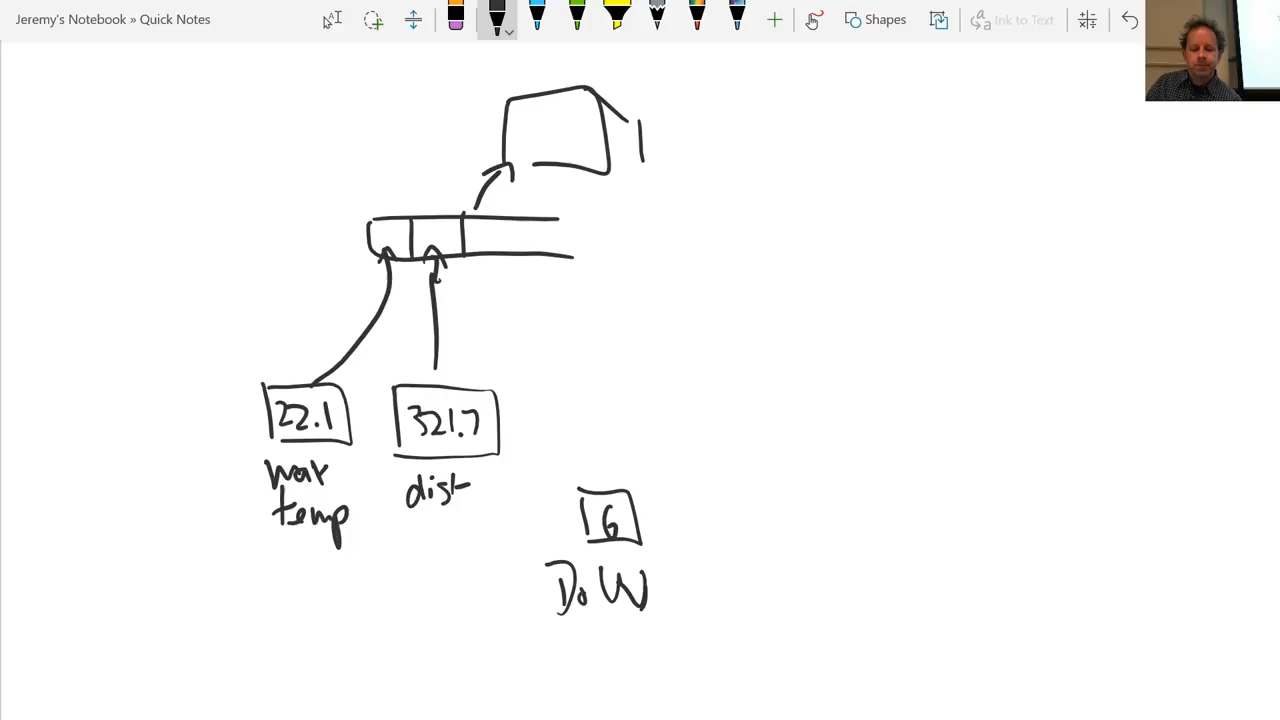 Jeremy's Notebook » Quick Notes
Shapes
Ink to Text
22.1
321.7
max
temp
dist
6
DoW